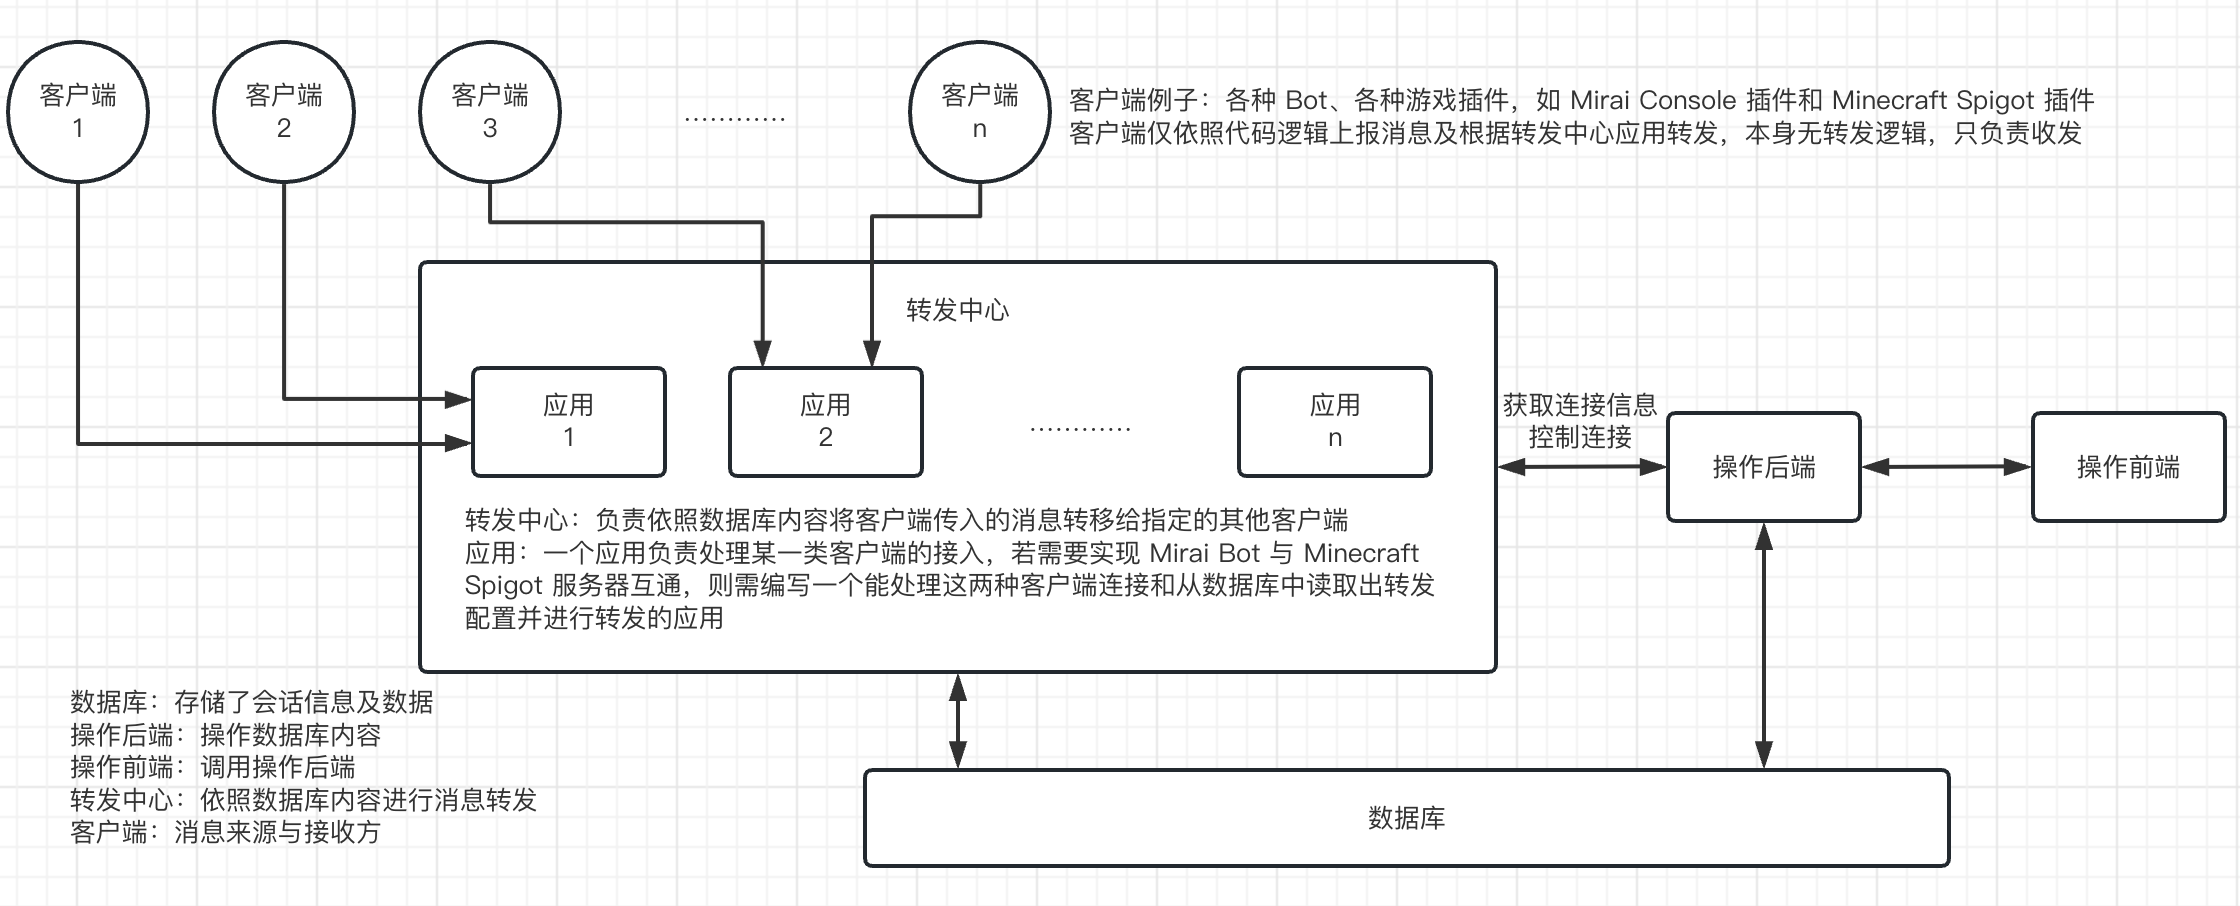 客户端
1
客户端
2
客户端
3
…………
客户端
n
客户端例子：各种 Bot、各种游戏插件，如 Mirai Console 插件和 Minecraft Spigot 插件
客户端仅依照代码逻辑上报消息及根据转发中心应用转发，本身无转发逻辑，只负责收发
转发中心
应用
1
应用
2
…………
应用
n
获取连接信息
控制连接
操作后端
操作前端
转发中心：负责依照数据库内容将客户端传入的消息转移给指定的其他客户端
应用：一个应用负责处理某一类客户端的接入，若需要实现 Mirai Bot 与 Minecraft
Spigot 服务器互通，则需编写一个能处理这两种客户端连接和从数据库中读取出转发
配置并进行转发的应用
数据库：存储了会话信息及数据
操作后端：操作数据库内容
操作前端：调用操作后端
转发中心：依照数据库内容进行消息转发
客户端：消息来源与接收方
数据库